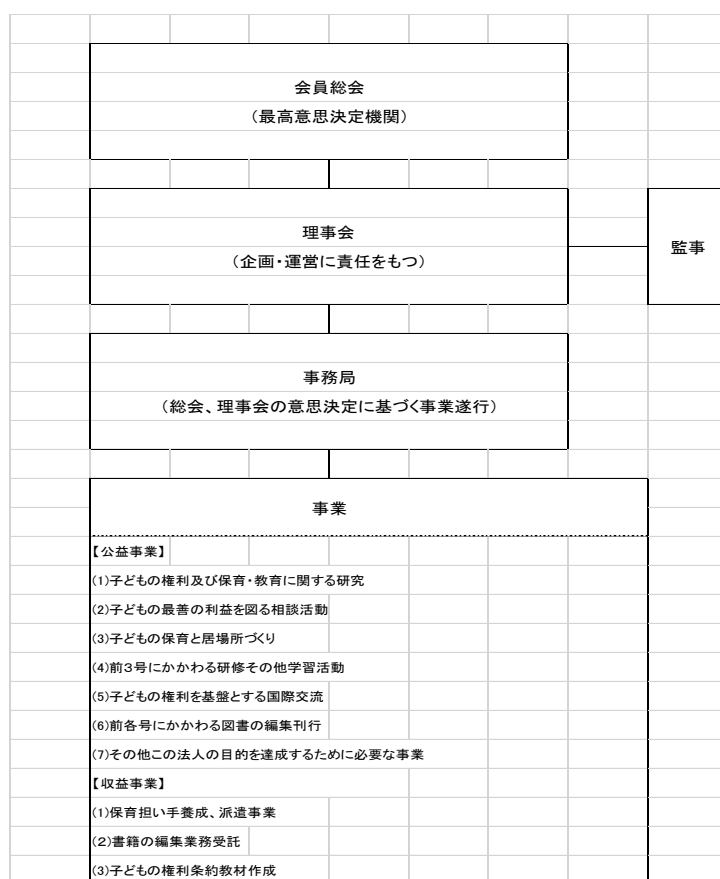 会員総会
（最高意思決定機関）
理事会
（企画・運営に責任をもつ）
監事
事務局
（総会、理事会の意思決定に基づく事業遂行）
事業
【公益事業】
(1)子どもの権利及び保育・教育に関する研究
(2)子どもの最善の利益を図る相談活動
(3)子どもの保育と居場所づくり
(4)前３号にかかわる研修その他学習活動
(5)子どもの権利を基盤とする国際交流
(6)前各号にかかわる図書の編集刊行
(7)その他この法人の目的を達成するために必要な事業
【収益事業】
(1)保育担い手養成、派遣事業
(２)書籍の編集業務受託
(3)子どもの権利条約教材作成